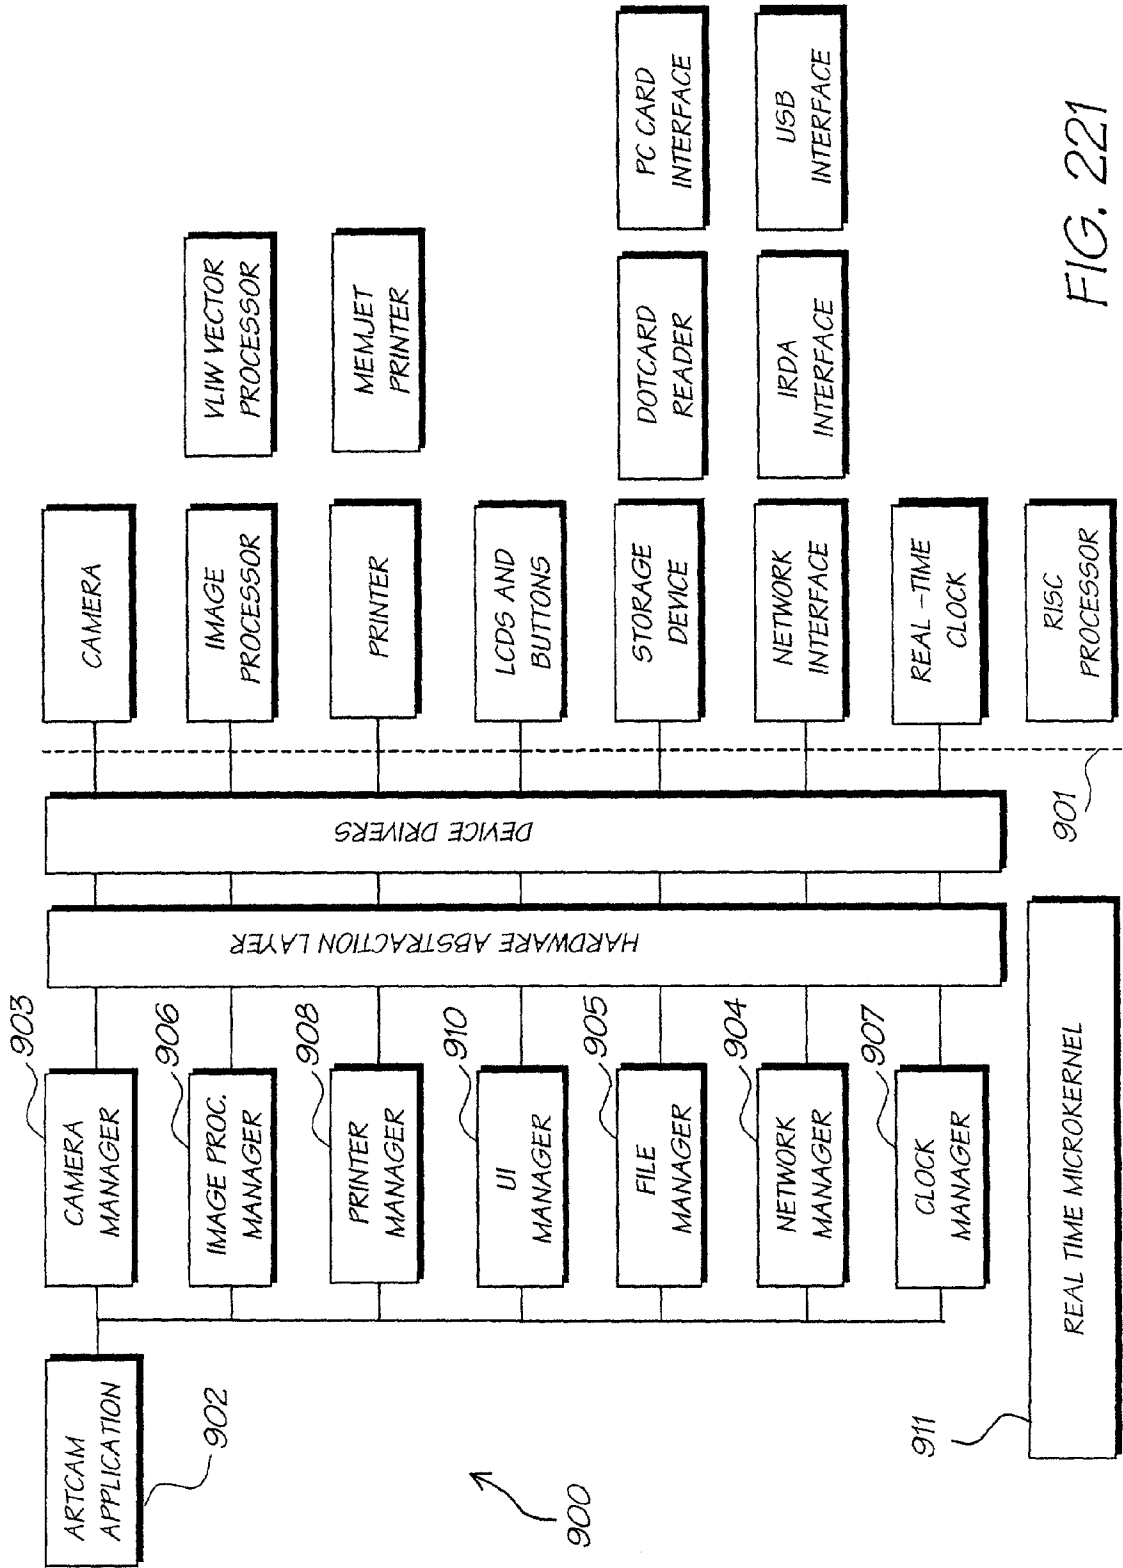 ARTCAM
APPLICATION
902
CAMERA
MANAGER
903
IMAGE PROC.
MANAGER
906
PRINTER
MANAGER
908
UI
MANAGER
910
FILE
MANAGER
905
NETWORK
MANAGER
904
CLOCK
MANAGER
907
HARDWARE ABSTRACTION LAYER
DEVICE DRIVERS
CAMERA
IMAGE
PROCESSOR
VLIW VECTOR
PROCESSOR
PRINTER
MEMJET
PRINTER
LCDS AND
BUTTONS
STORAGE
DEVICE
DOTCARD
READER
PC CARD
INTERFACE
NETWORK
INTERFACE
IRDA
INTERFACE
USB
INTERFACE
REAL-TIME
CLOCK
RISC
PROCESSOR
900
911
REAL TIME MICROKERNEL
901
FIG. 221